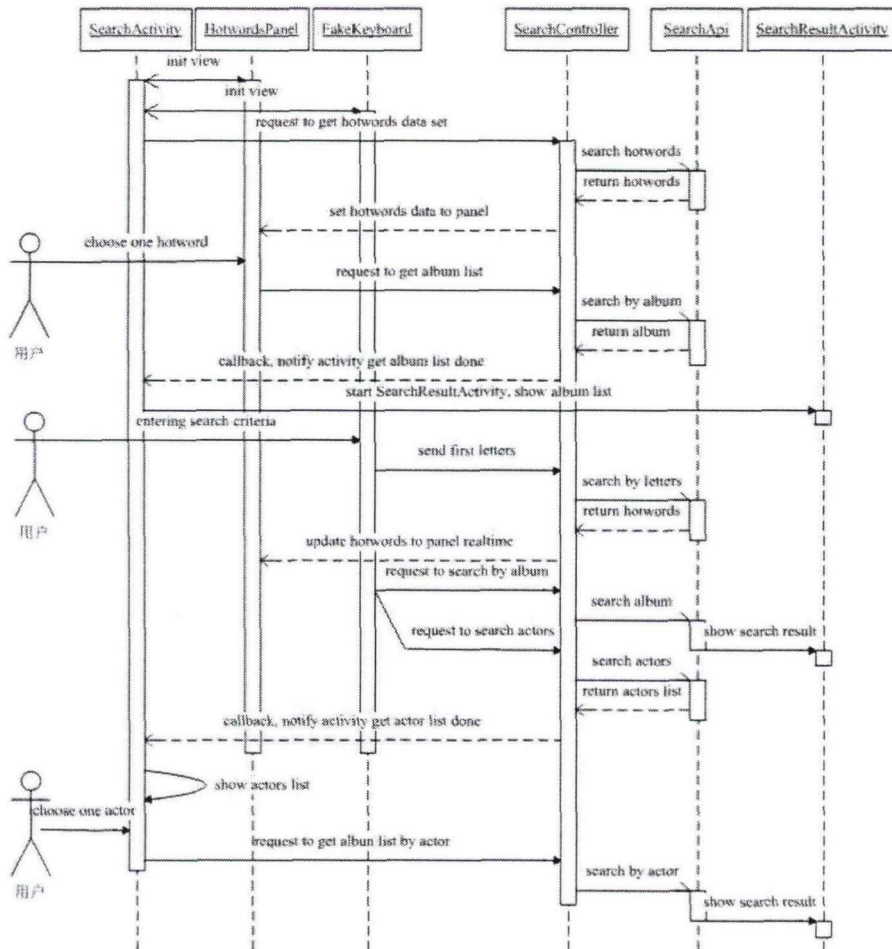 SearchActivity
HotwordsPanel
FakeKeyboard
SearchController
SearchApi
SearchResultActivity
init view
init view
request to get hotwords data set
search hotwords
return hotwords
set hotwords data to panel
choose one hotword
request to get album list
search by album
return album
用户
callback, notify activity get album list done
start SearchResultActivity, show album list
entering search criteria
send first letters
search by letters
return hotwords
用户
update hotwords to panel realtime
request to search by album
search album
request to search actors
show search result
search actors
return actors list
callback, notify activity get actor list done
show actors list
choose one actor
request to get albun list by actor
search by actor
用户
show search result